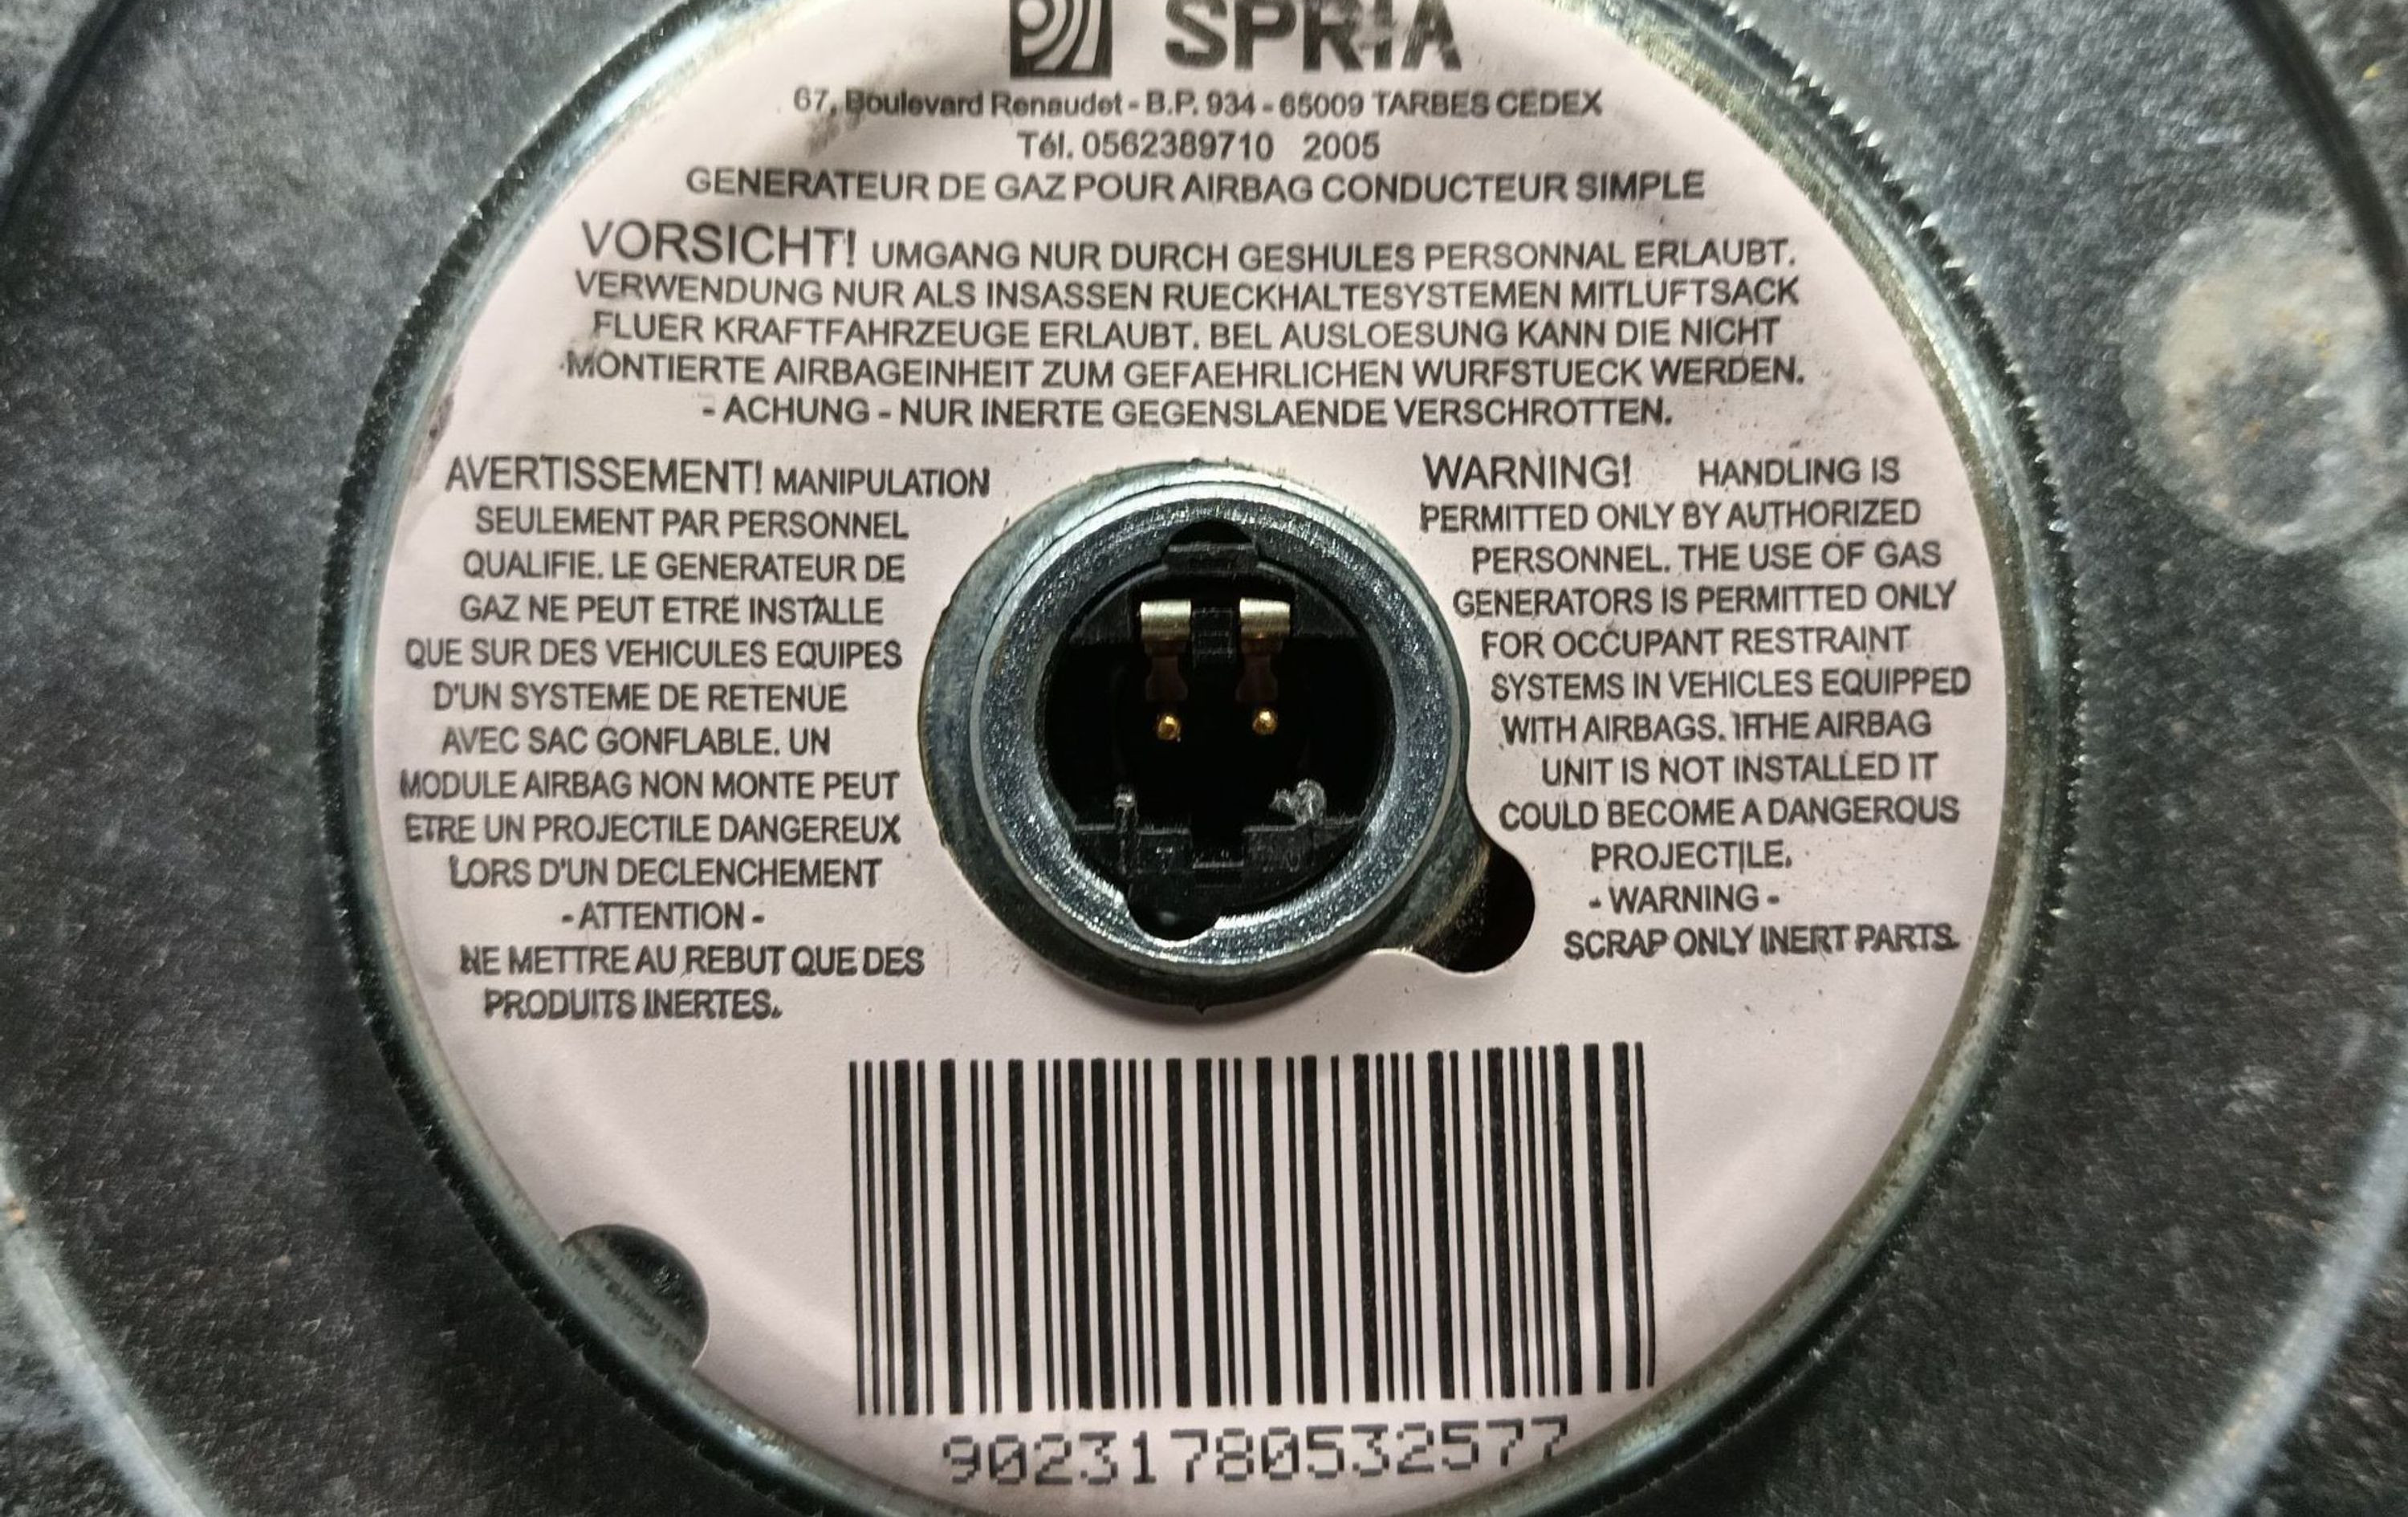 SPRIA
67, Boulevard Renaudet - B.P. 934 - 65009 TARBES CEDEX
Tél. 0562389710 2005
GENERATEUR DE GAZ POUR AIRBAG CONDUCTEUR SIMPLE
VORSICHT! UMGANG NUR DURCH GESHULES PERSONNAL ERLAUBT.
VERWENDUNG NUR ALS INSASSEN RUECKHALTESYSTEMEN MITLUFTSACK
FLUER KRAFTFAHRZEUGE ERLAUBT. BEL AUSLOESUNG KANN DIE NICHT
MONTIERTE AIRBAGEINHEIT ZUM GEFAEHRLICHEN WURFSTUECK WERDEN.
- ACHUNG - NUR INERTE GEGENSLAENDE VERSCHROTTEN.
AVERTISSEMENT! MANIPULATION
SEULEMENT PAR PERSONNEL
QUALIFIE. LE GENERATEUR DE
GAZ NE PEUT ETRE INSTALLE
QUE SUR DES VEHICULES EQUIPES
D'UN SYSTEME DE RETENUE
AVEC SAC GONFLABLE. UN
MODULE AIRBAG NON MONTE PEUT
ETRE UN PROJECTILE DANGEREUX
LORS D'UN DECLENCHEMENT
- ATTENTION -
NE METTRE AU REBUT QUE DES
PRODUITS INERTES.
WARNING! HANDLING IS
PERMITTED ONLY BY AUTHORIZED
PERSONNEL. THE USE OF GAS
GENERATORS IS PERMITTED ONLY
FOR OCCUPANT RESTRAINT
SYSTEMS IN VEHICLES EQUIPPED
WITH AIRBAGS. IFTHE AIRBAG
UNIT IS NOT INSTALLED IT
COULD BECOME A DANGEROUS
PROJECTILE.
- WARNING -
SCRAP ONLY INERT PARTS.
90231780532577